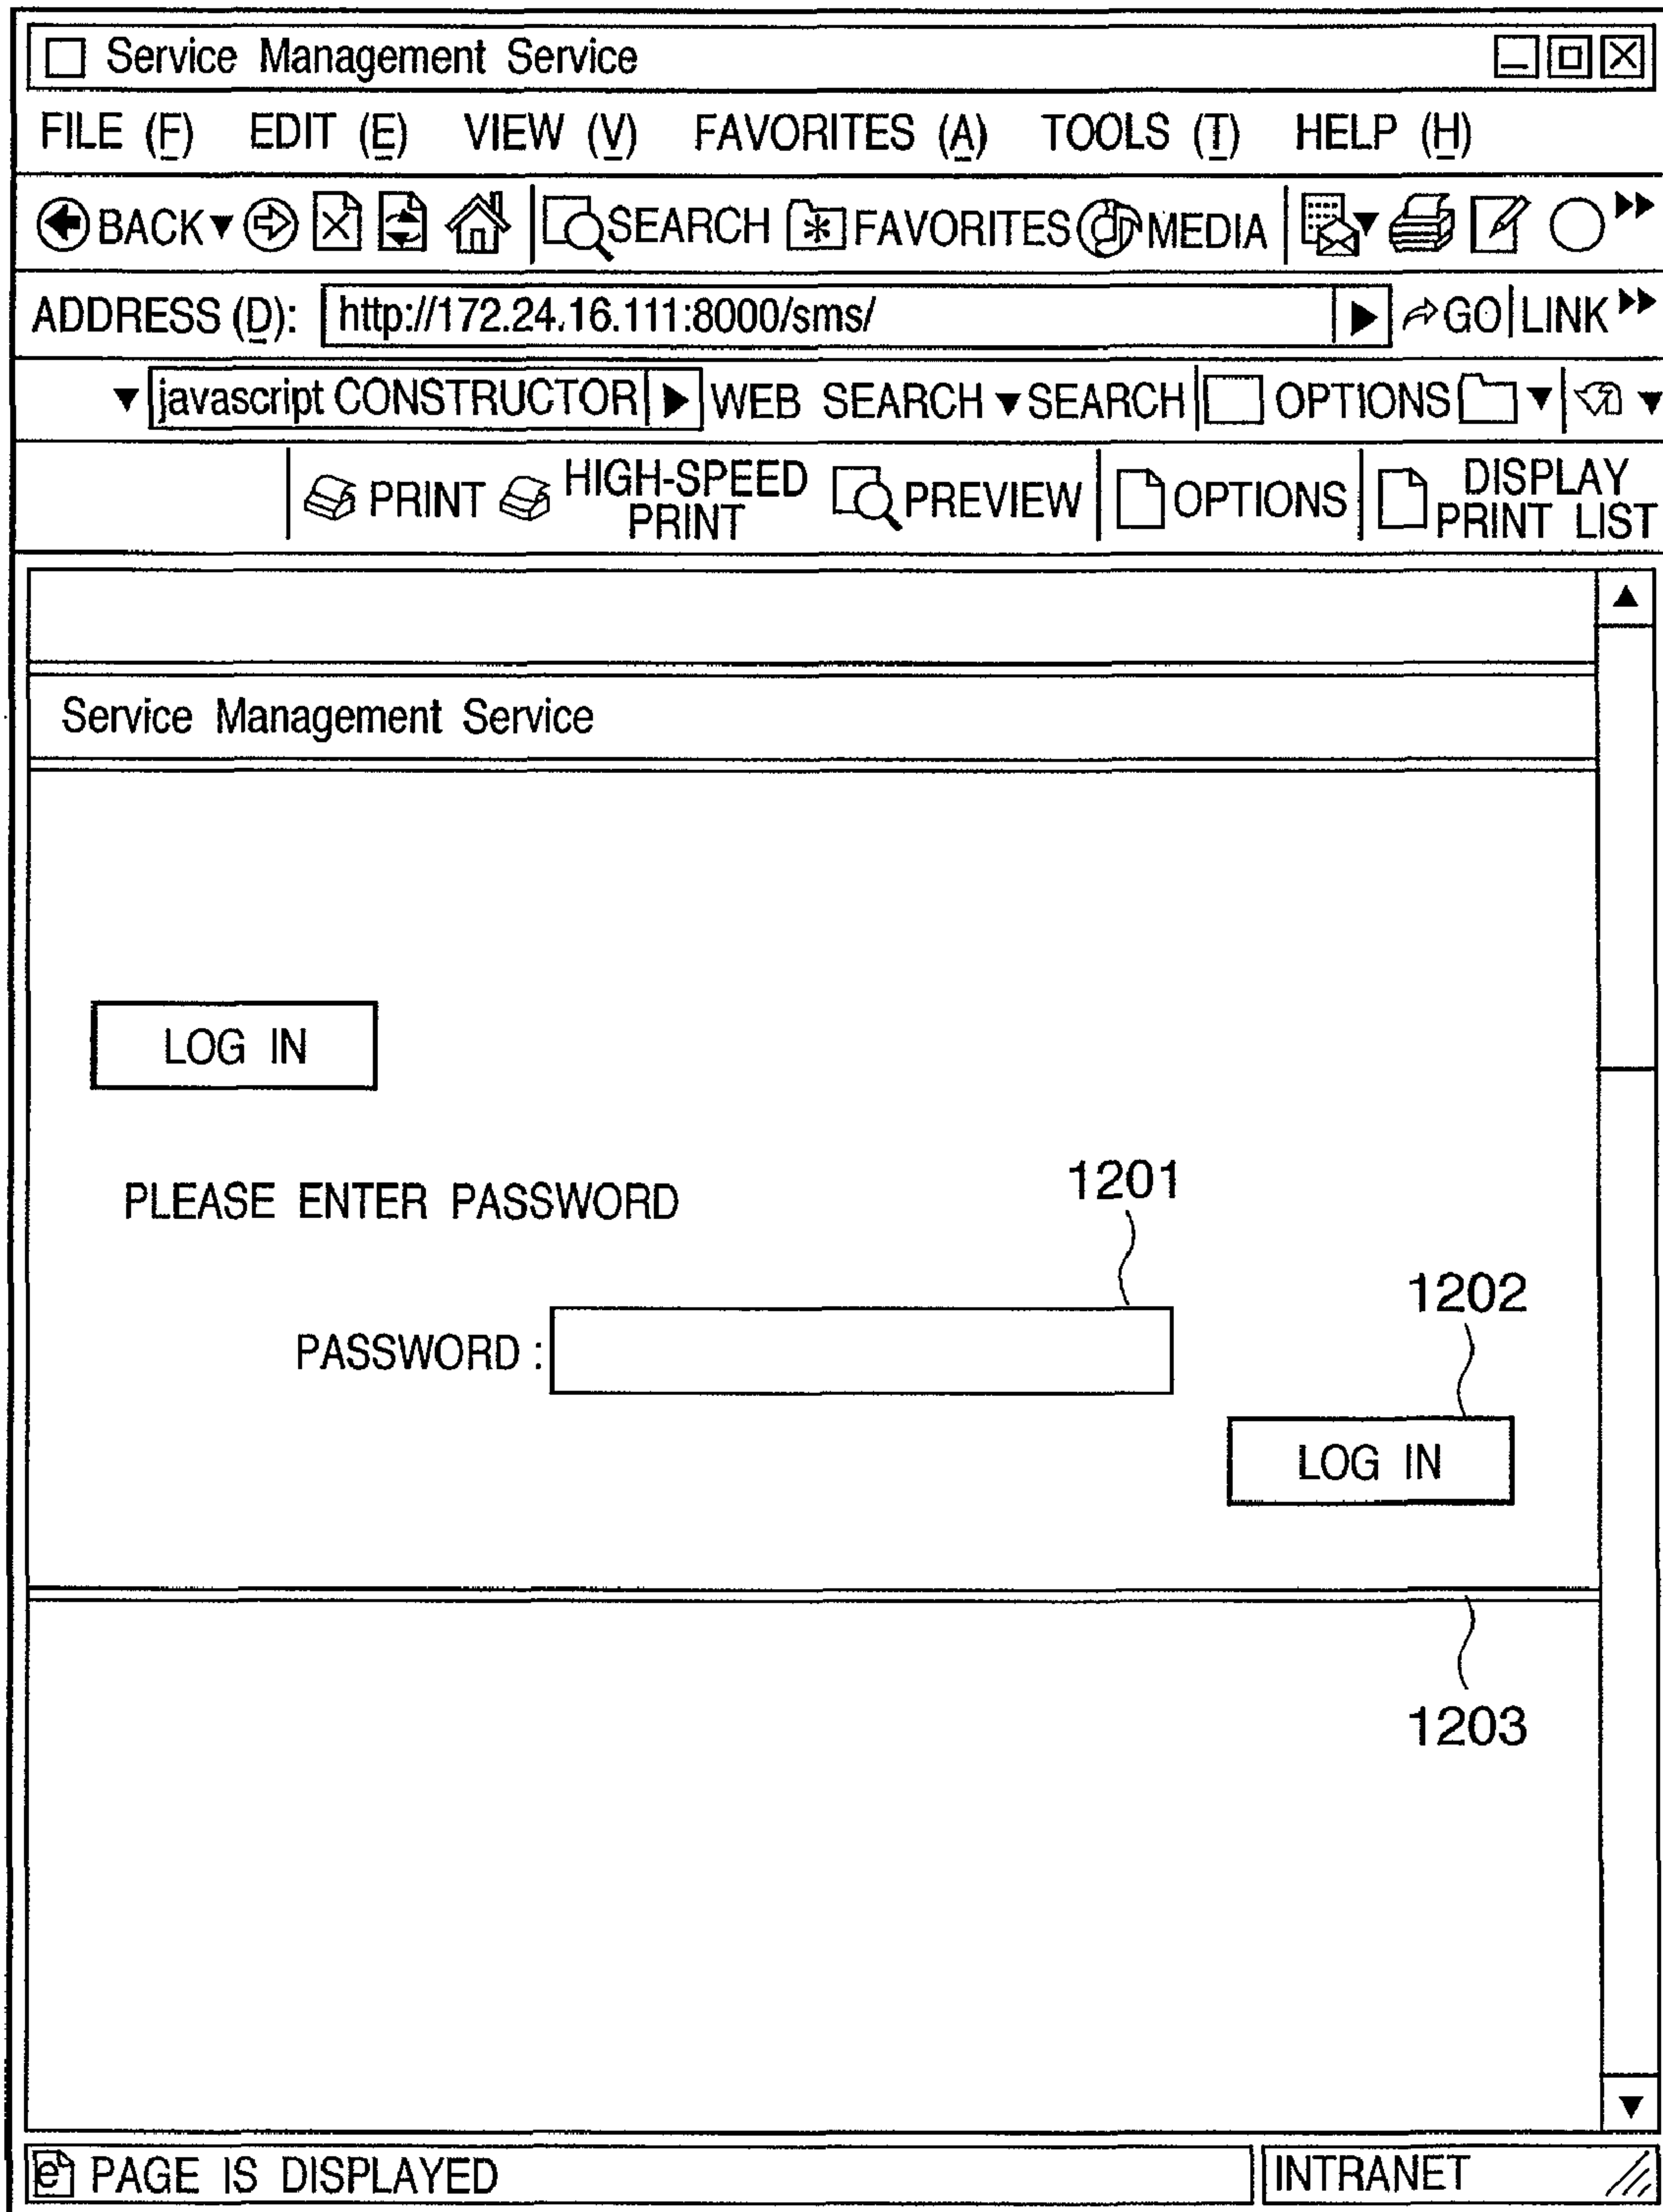 Service Management Service
FILE (F) EDIT (E) VIEW (V) FAVORITES (A) TOOLS (T) HELP (H)
BACK SEARCH FAVORITES MEDIA
ADDRESS (D): http://172.24.16.111:8000/sms/ GO LINK
javascript CONSTRUCTOR WEB SEARCH SEARCH OPTIONS
PRINT HIGH-SPEED PRINT PREVIEW OPTIONS DISPLAY PRINT LIST
Service Management Service
LOG IN
PLEASE ENTER PASSWORD
1201
PASSWORD :
1202
LOG IN
1203
PAGE IS DISPLAYED INTRANET